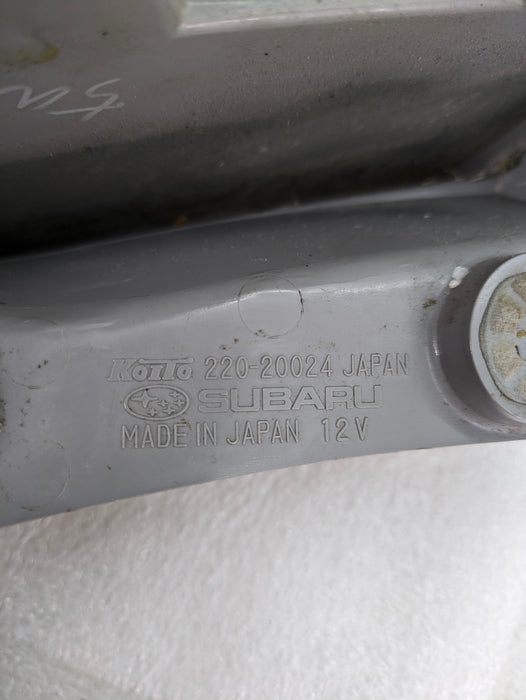 KOITO 220-20024 JAPAN
SUBARU
MADE IN JAPAN 12V